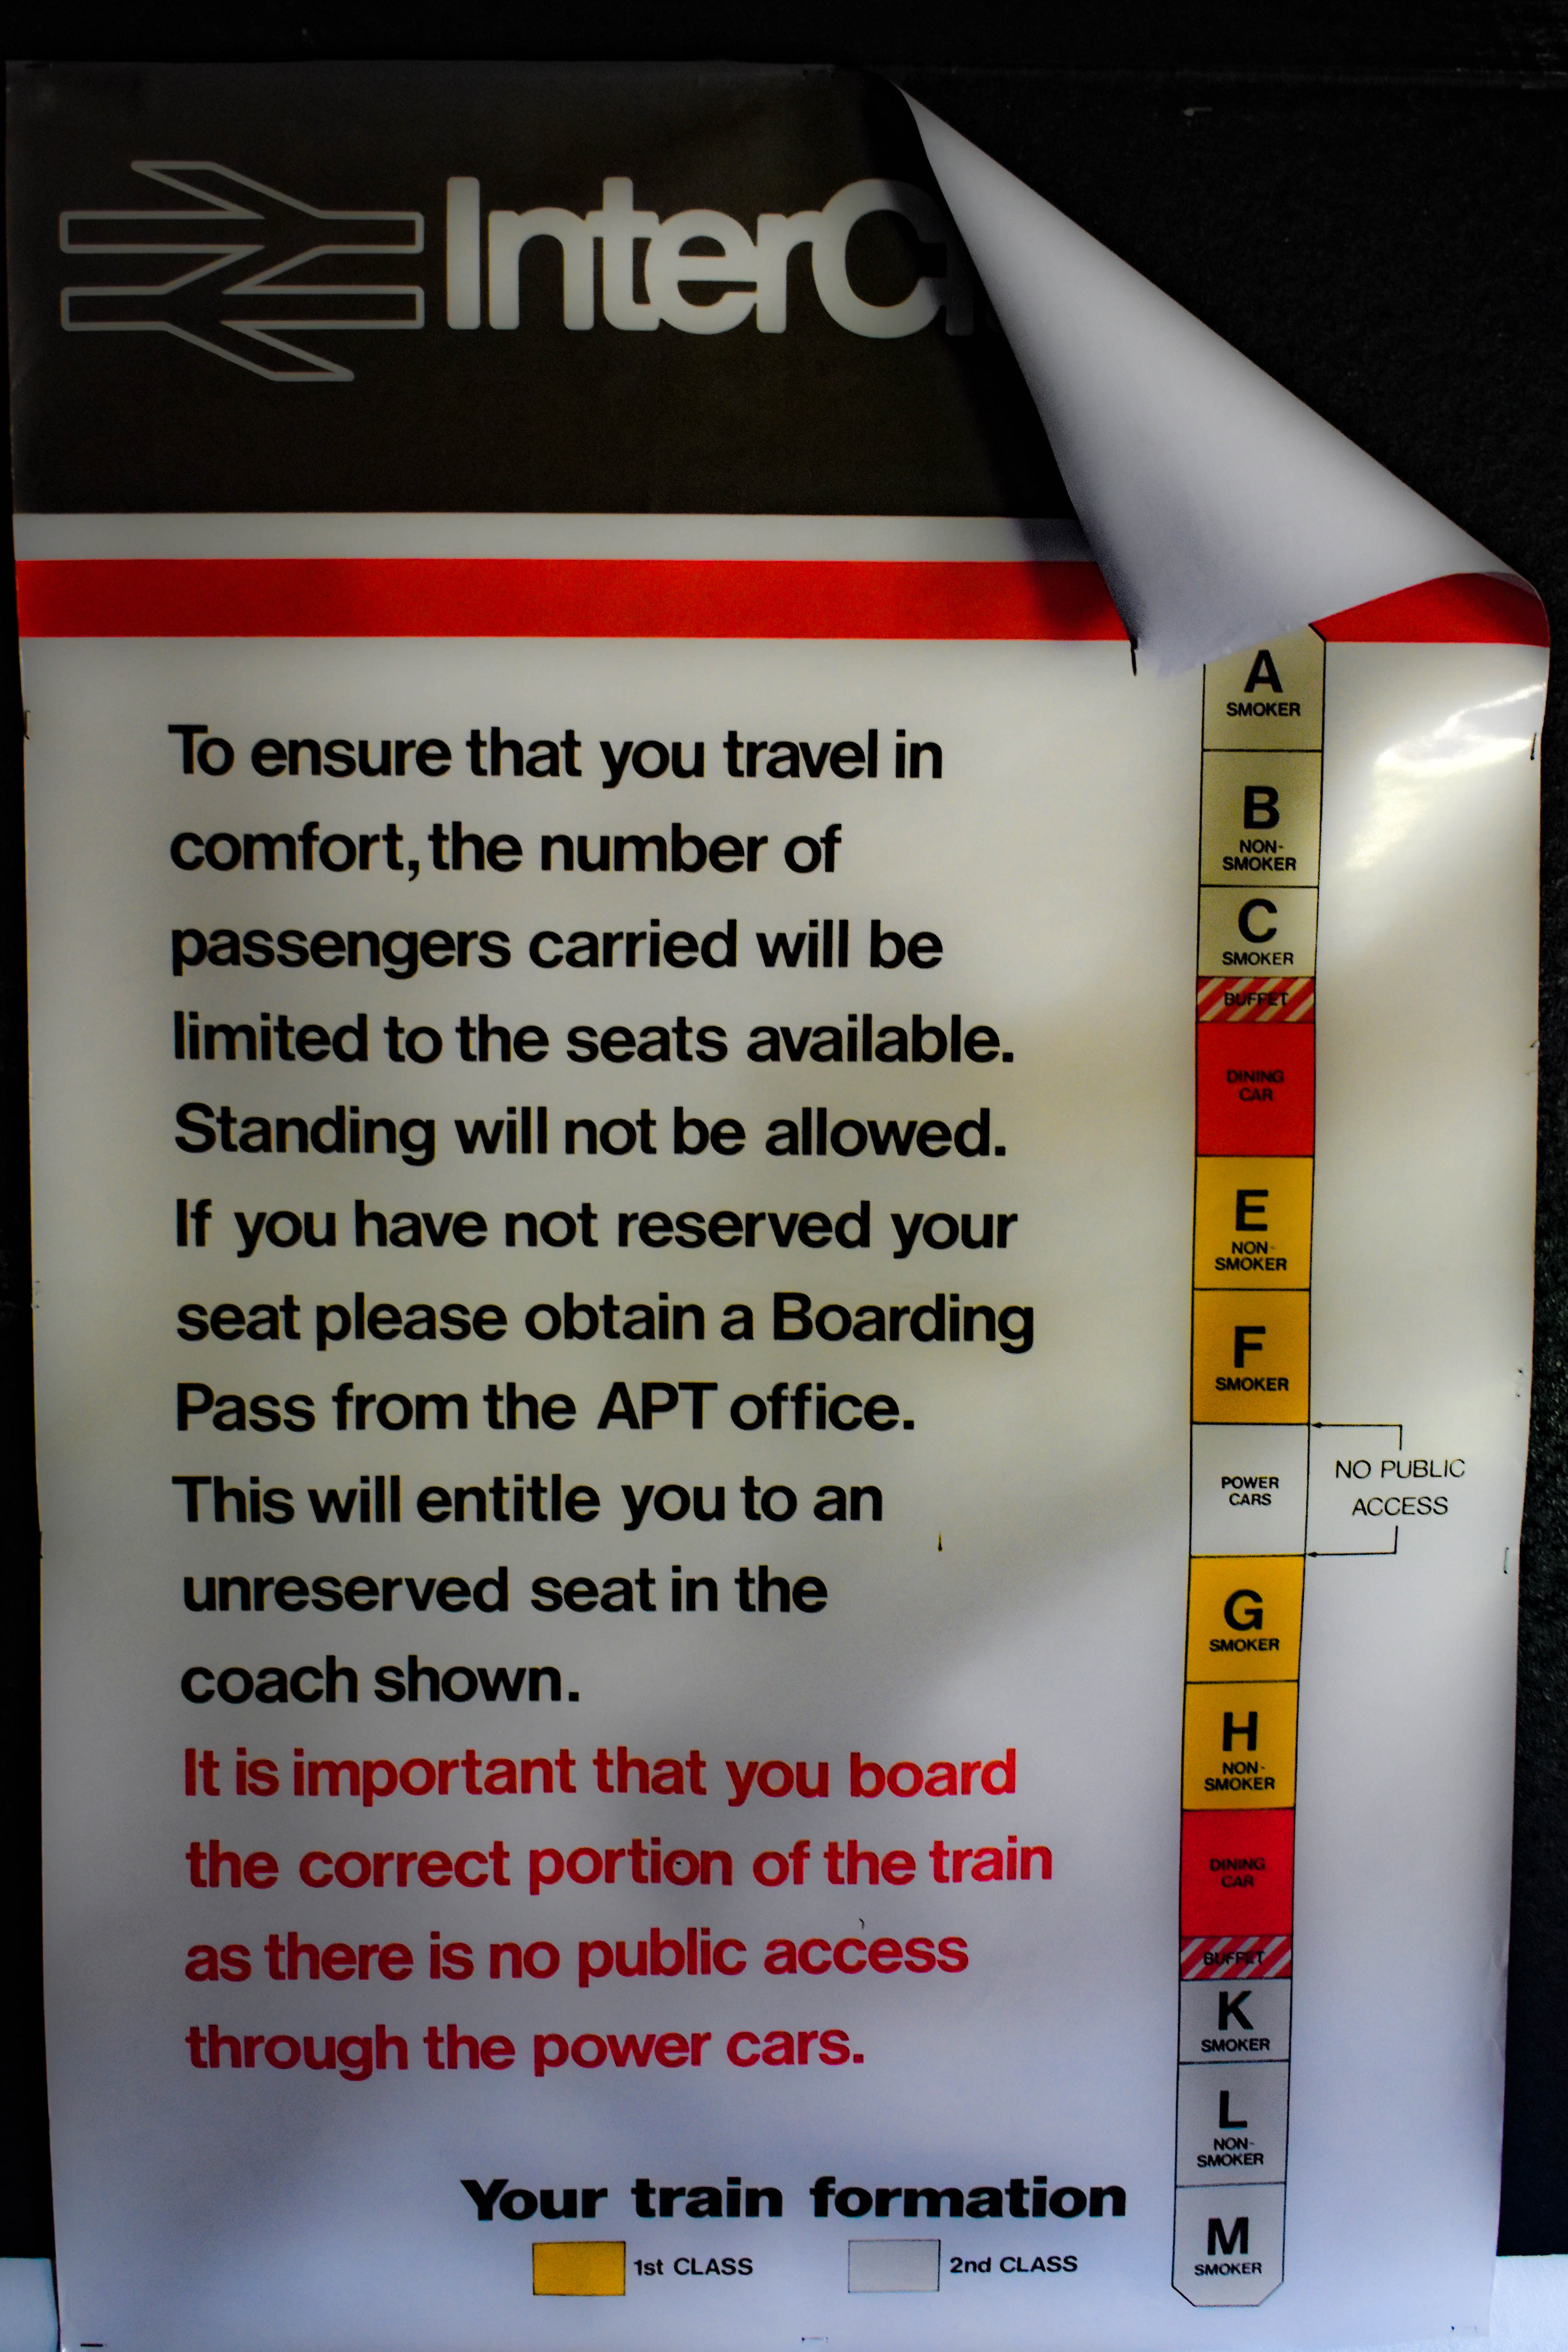 InterC
To ensure that you travel in
comfort, the number of
passengers carried will be
limited to the seats available.
Standing will not be allowed.
If you have not reserved your
seat please obtain a Boarding
Pass from the APT office.
This will entitle you to an
unreserved seat in the
coach shown.
It is important that you board
the correct portion of the train
as there is no public access
through the power cars.
Your train formation
1st CLASS
2nd CLASS
A
SMOKER
B
NON-
SMOKER
C
SMOKER
BUFFET
DINING
CAR
E
NON-
SMOKER
F
SMOKER
POWER
CARS
NO PUBLIC
ACCESS
G
SMOKER
H
NON-
SMOKER
DINING
CAR
BUFFET
K
SMOKER
L
NON-
SMOKER
M
SMOKER